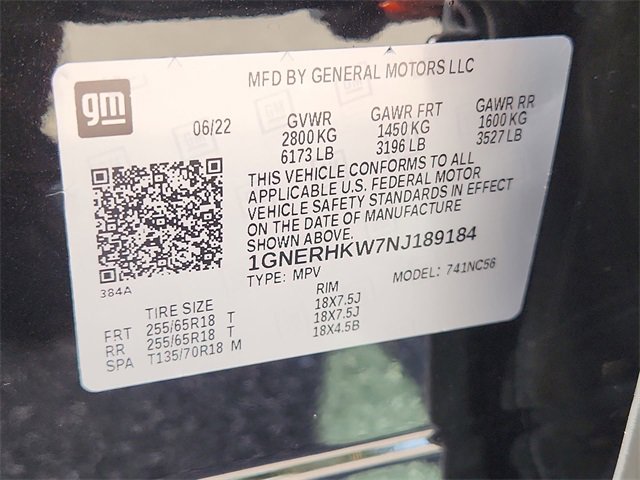 MFD BY GENERAL MOTORS LLC
gm
06/22
GVWR GAWR FRT GAWR RR
2800 KG 1450 KG 1600 KG
6173 LB 3196 LB 3527 LB
THIS VEHICLE CONFORMS TO ALL
APPLICABLE U.S. FEDERAL MOTOR
VEHICLE SAFETY STANDARDS IN EFFECT
ON THE DATE OF MANUFACTURE
SHOWN ABOVE.
1GNERHKW7NJ189184
TYPE: MPV MODEL: 741NC56
384A
TIRE SIZE RIM
FRT 255/65R18 T 18X7.5J
RR 255/65R18 T 18X7.5J
SPA T135/70R18 M 18X4.5B